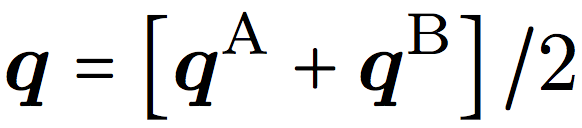 q = [q^A + q^B] / 2